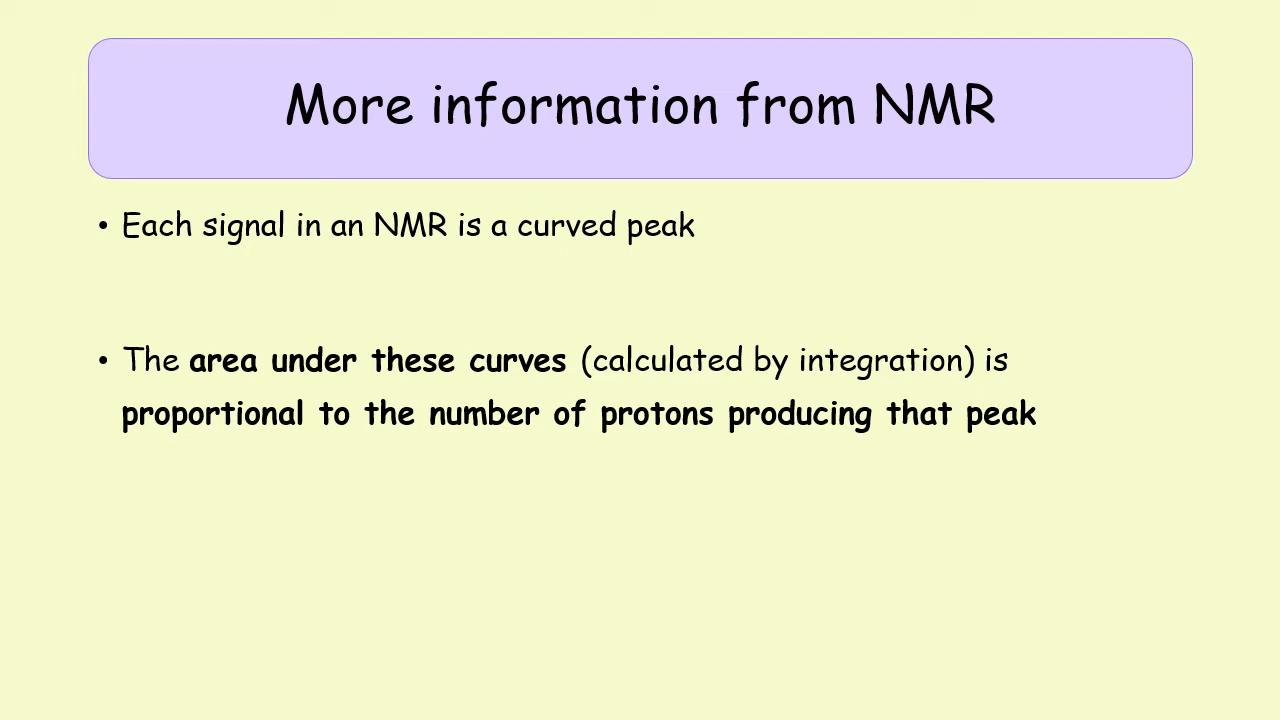 More information from NMR
• Each signal in an NMR is a curved peak
• The area under these curves (calculated by integration) is
proportional to the number of protons producing that peak